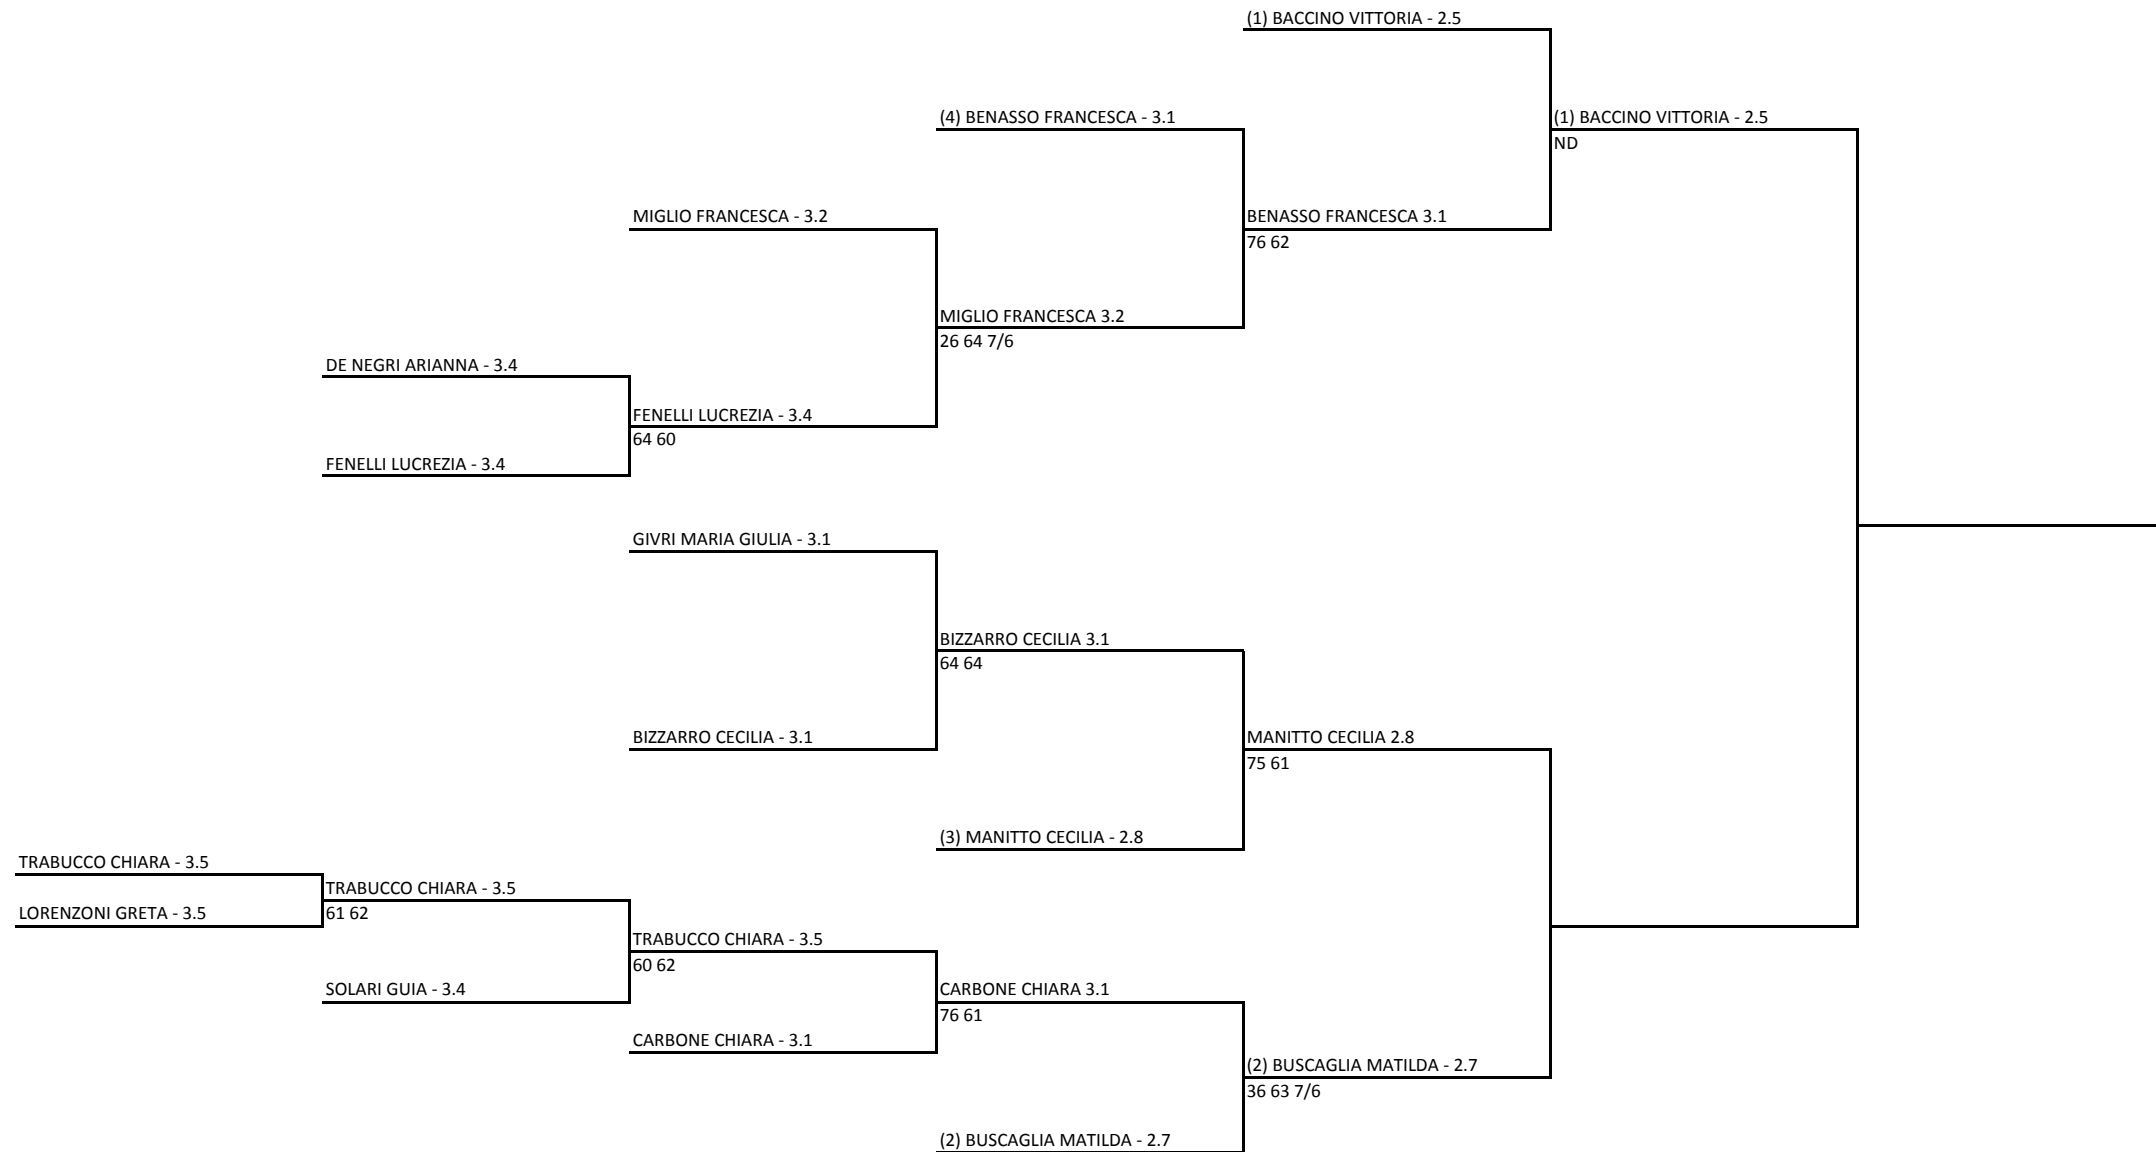 (1) BACCINO VITTORIA - 2.5
(4) BENASSO FRANCESCA - 3.1
(1) BACCINO VITTORIA - 2.5
ND
MIGLIO FRANCESCA - 3.2
BENASSO FRANCESCA 3.1
76 62
MIGLIO FRANCESCA 3.2
26 64 7/6
DE NEGRI ARIANNA - 3.4
FENELLI LUCREZIA - 3.4
64 60
FENELLI LUCREZIA - 3.4
GIVRI MARIA GIULIA - 3.1
BIZZARRO CECILIA 3.1
64 64
BIZZARRO CECILIA - 3.1
MANITTO CECILIA 2.8
75 61
(3) MANITTO CECILIA - 2.8
TRABUCCO CHIARA - 3.5
TRABUCCO CHIARA - 3.5
LORENZONI GRETA - 3.5
61 62
TRABUCCO CHIARA - 3.5
60 62
SOLARI GUIA - 3.4
CARBONE CHIARA 3.1
76 61
CARBONE CHIARA - 3.1
(2) BUSCAGLIA MATILDA - 2.7
36 63 7/6
(2) BUSCAGLIA MATILDA - 2.7